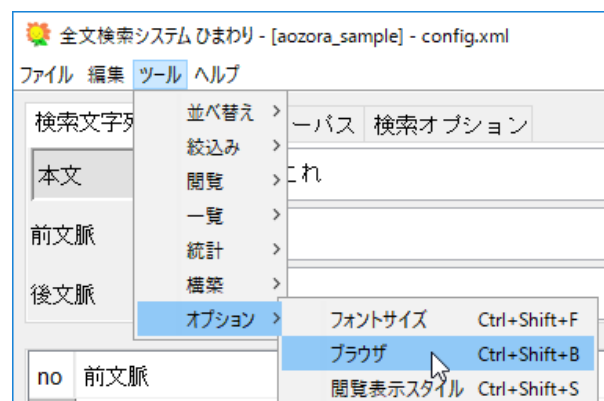 全文検索システム ひまわり - [aozora_sample] - config.xml
ファイル 編集 ツール ヘルプ
検索文字列 ーパス 検索オプション
並べ替え >
絞込み >
本文 これ
閲覧 >
一覧 >
前文脈
統計 >
構築 >
後文脈
オプション >
フォントサイズ Ctrl+Shift+F
ブラウザ Ctrl+Shift+B
no 前文脈
閲覧表示スタイル Ctrl+Shift+S